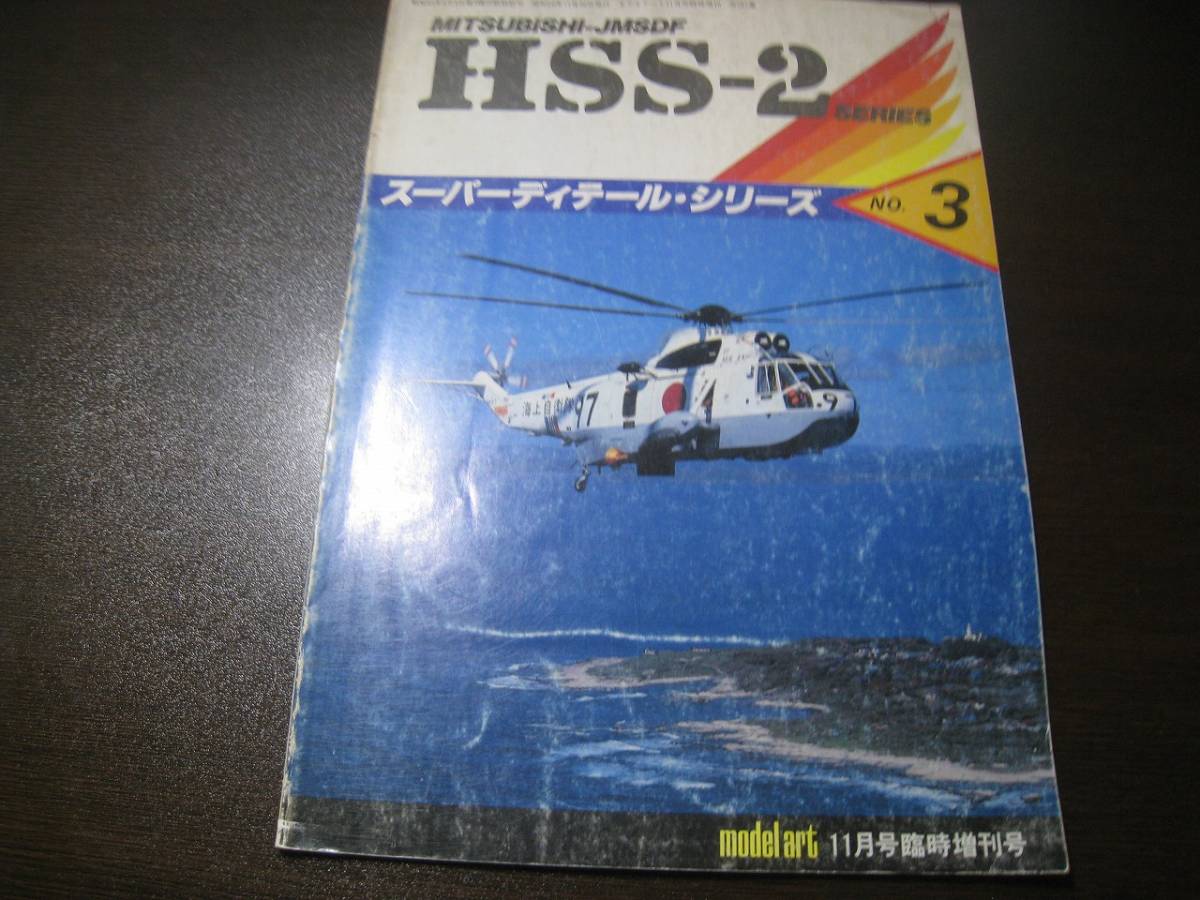 MITSUBISHI-JMSDF
HSS-2
SERIES
スーパーディテール・シリーズ
NO. 3
海上自衛隊
97
9
model art 11月号臨時増刊号